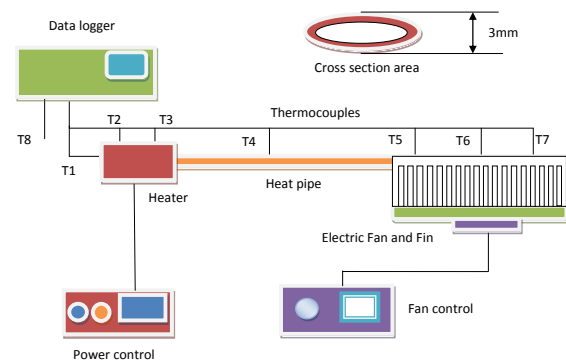 Data logger
3mm
Cross section area
Thermocouples
T2
T3
T4
T5
T6
T7
T8
T1
Heater
Heat pipe
Electric Fan and Fin
Fan control
Power control